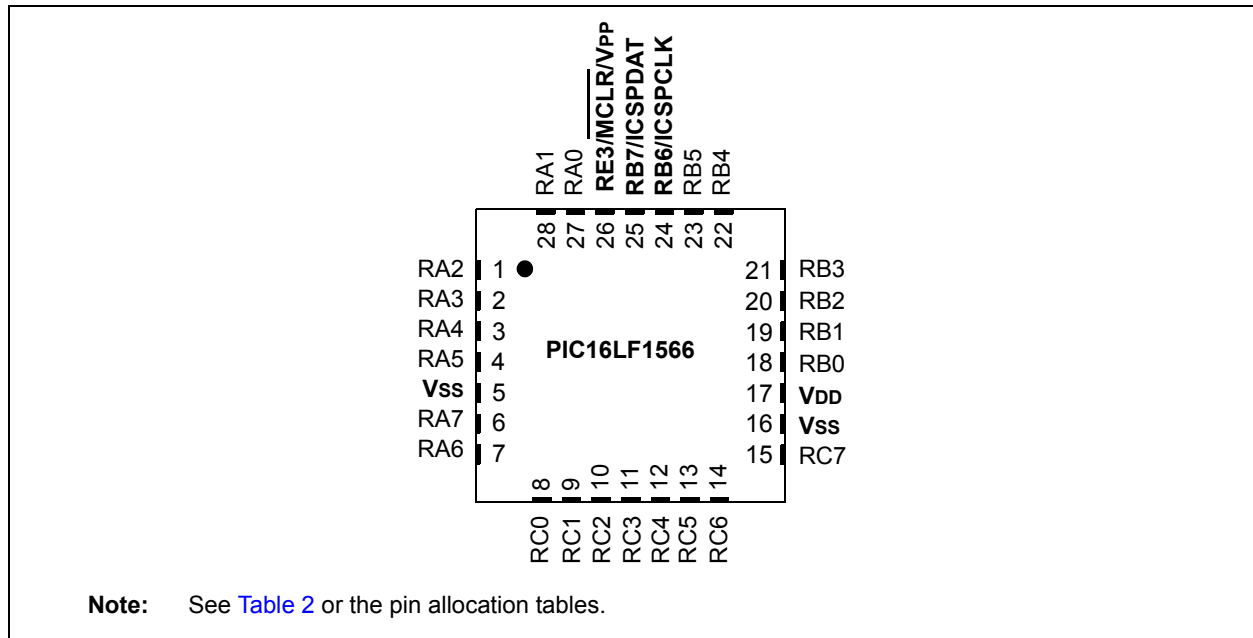 RE3/MCLR/VPP
RB7/ICSPDAT
RB6/ICSPCLK
RA1
RA0
RB5
RB4
28
27
26
25
24
23
22
RA2 1
RA3 2
RA4 3
RA5 4
VSS 5
RA7 6
RA6 7
PIC16LF1566
21 RB3
20 RB2
19 RB1
18 RB0
17 VDD
16 VSS
15 RC7
8
9
10
11
12
13
14
RC0
RC1
RC2
RC3
RC4
RC5
RC6
Note: See Table 2 or the pin allocation tables.